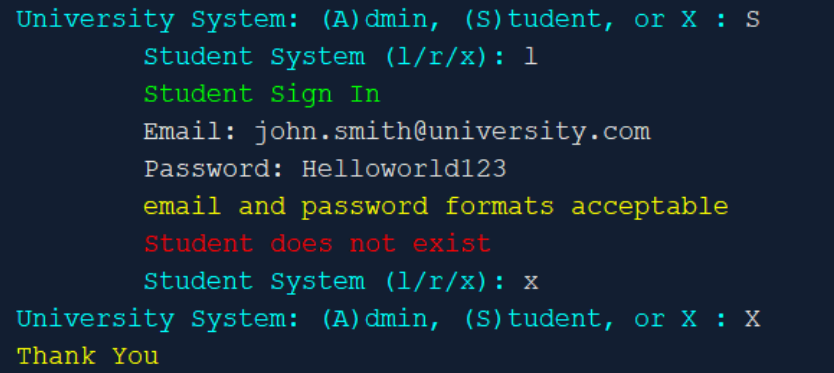 University System: (A)dmin, (S)tudent, or X : S
Student System (l/r/x): l
Student Sign In
Email: john.smith@university.com
Password: Helloworld123
email and password formats acceptable
Student does not exist
Student System (l/r/x): x
University System: (A)dmin, (S)tudent, or X : X
Thank You